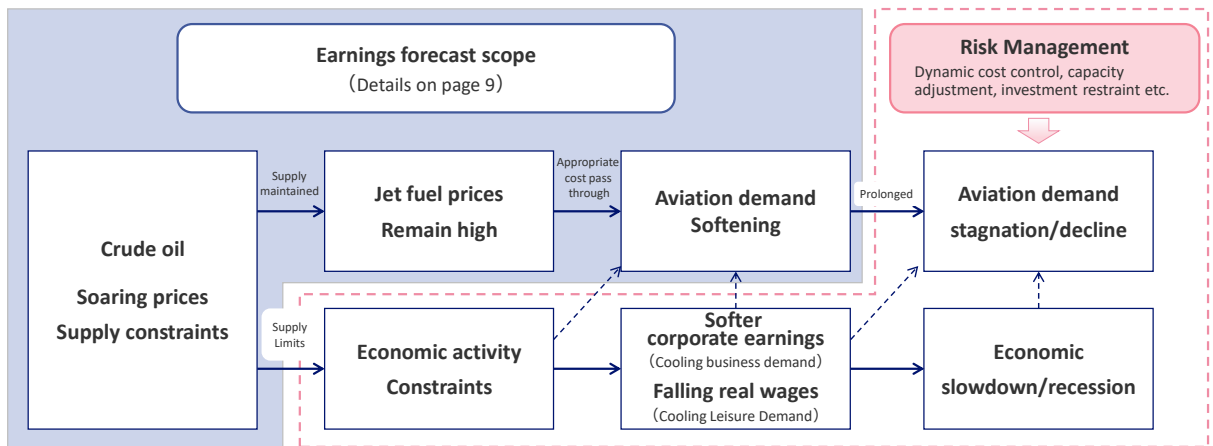 Earnings forecast scope
（Details on page 9）
Risk Management
Dynamic cost control, capacity
adjustment, investment restraint etc.
Crude oil
Soaring prices
Supply constraints
Supply
maintained
Jet fuel prices
Remain high
Appropriate
cost pass
through
Aviation demand
Softening
Prolonged
Aviation demand
stagnation/decline
Supply
Limits
Economic activity
Constraints
Softer
corporate earnings
（Cooling business demand）
Falling real wages
（Cooling Leisure Demand）
Economic
slowdown/recession